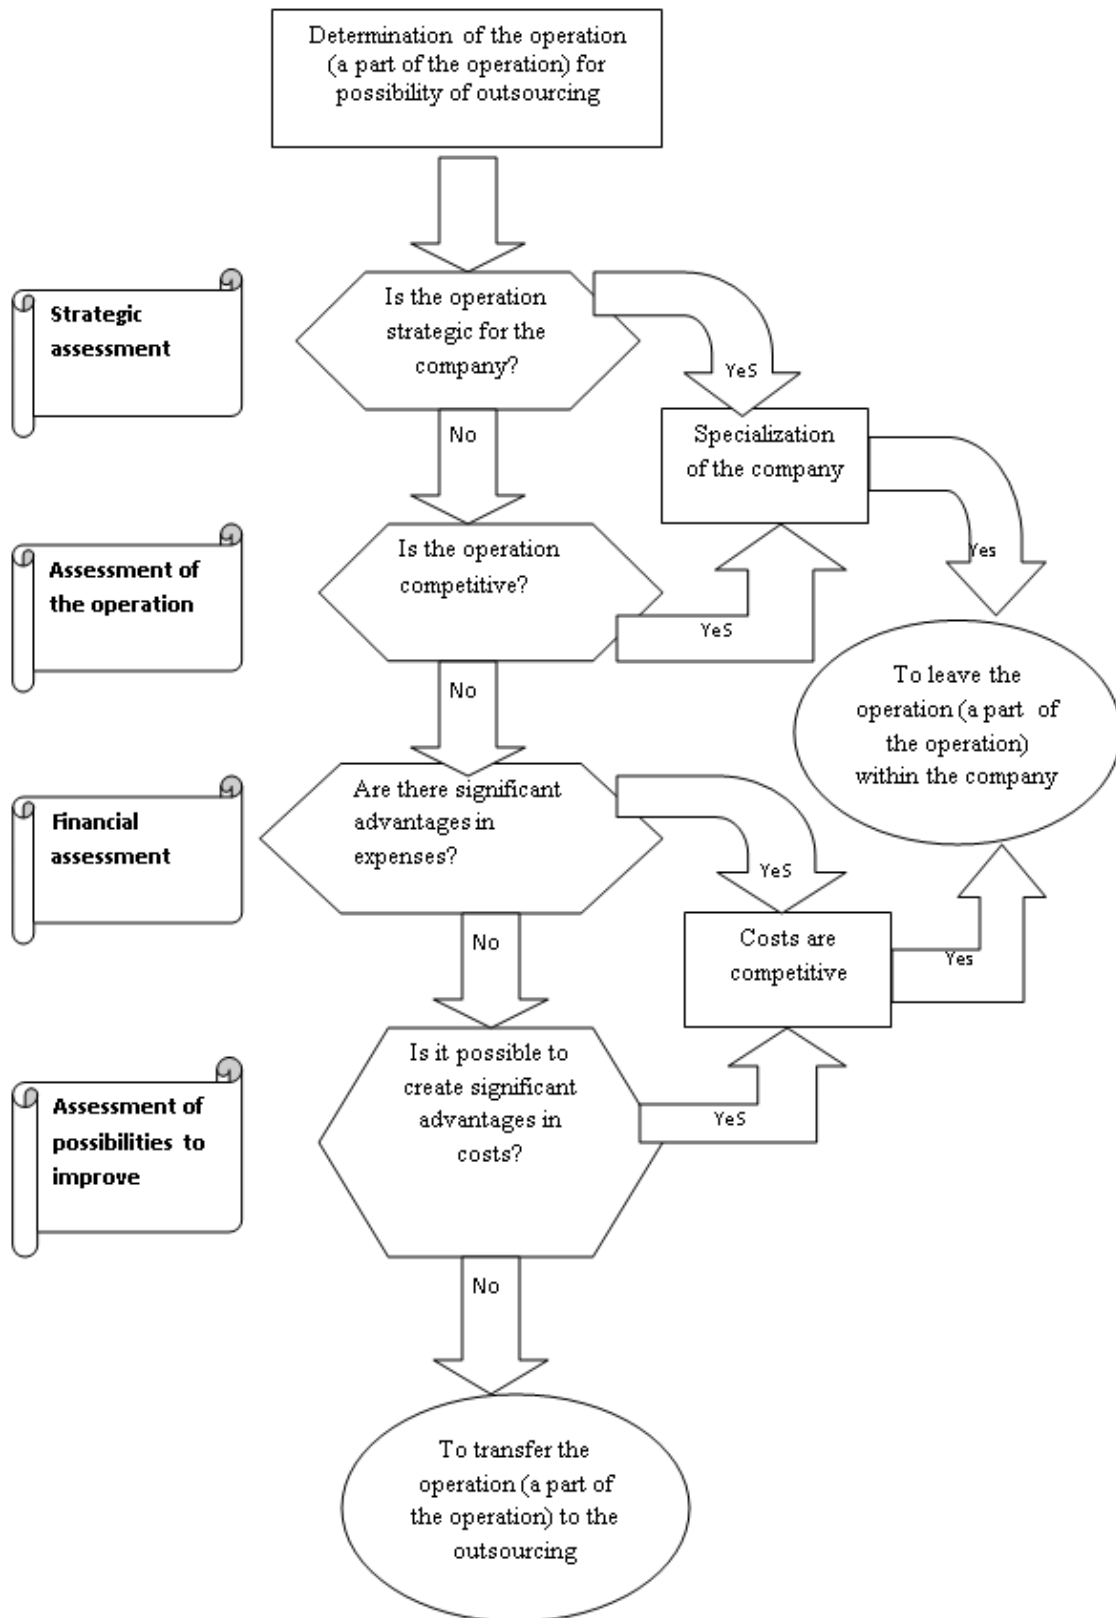 Determination of the operation
(a part of the operation) for
possibility of outsourcing
Strategic
assessment
Is the operation
strategic for the
company?
YeS
No
Specialization
of the company
Yes
Assessment of
the operation
Is the operation
competitive?
YeS
No
To leave the
operation (a part of
the operation)
within the company
Financial
assessment
Are there significant
advantages in
expenses?
YeS
No
Costs are
competitive
Yes
Assessment of
possibilities to
improve
Is it possible to
create significant
advantages in
costs?
YeS
No
To transfer the
operation (a part of
the operation) to the
outsourcing